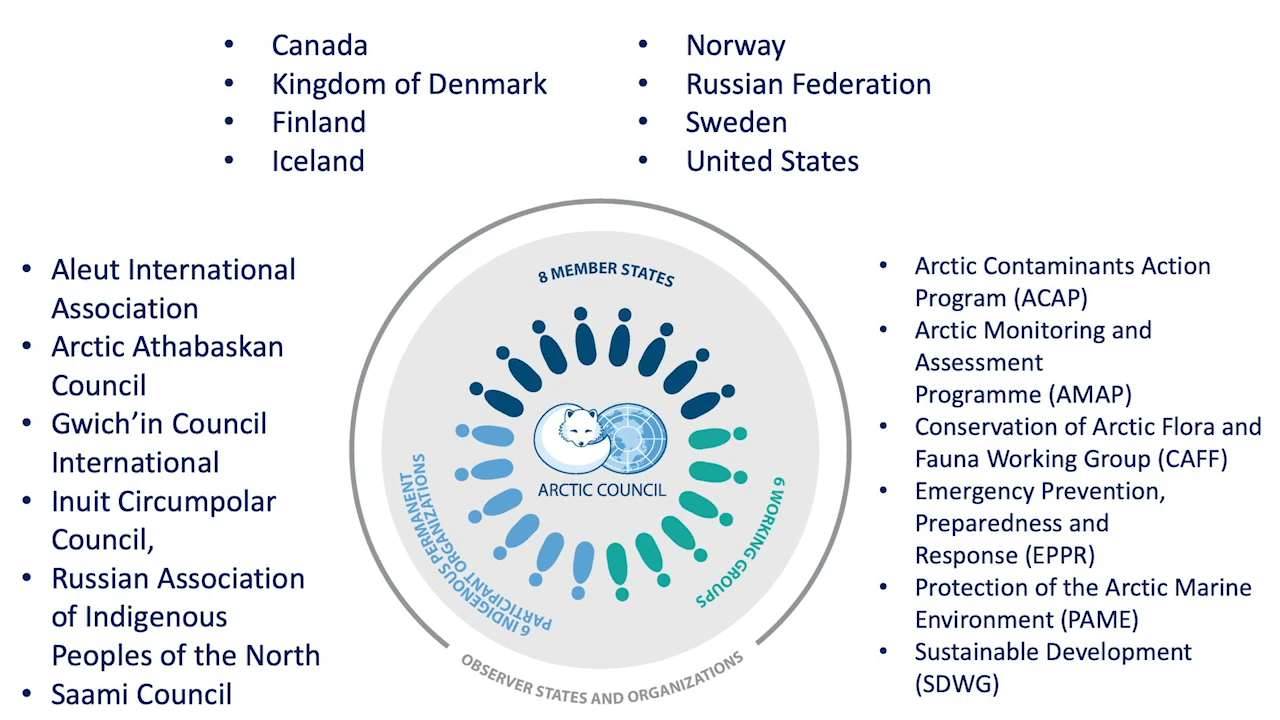 • Canada
• Kingdom of Denmark
• Finland
• Iceland
• Norway
• Russian Federation
• Sweden
• United States
• Aleut International
Association
• Arctic Athabaskan
Council
• Gwich’in Council
International
• Inuit Circumpolar
Council,
• Russian Association
of Indigenous
Peoples of the North
• Saami Council
8 MEMBER STATES
ARCTIC COUNCIL
6 INDIGENOUS PERMANENT
PARTICIPANT ORGANIZATIONS
6 WORKING GROUPS
OBSERVER STATES AND ORGANIZATIONS
• Arctic Contaminants Action
Program (ACAP)
• Arctic Monitoring and
Assessment
Programme (AMAP)
• Conservation of Arctic Flora and
Fauna Working Group (CAFF)
• Emergency Prevention,
Preparedness and
Response (EPPR)
• Protection of the Arctic Marine
Environment (PAME)
• Sustainable Development
(SDWG)